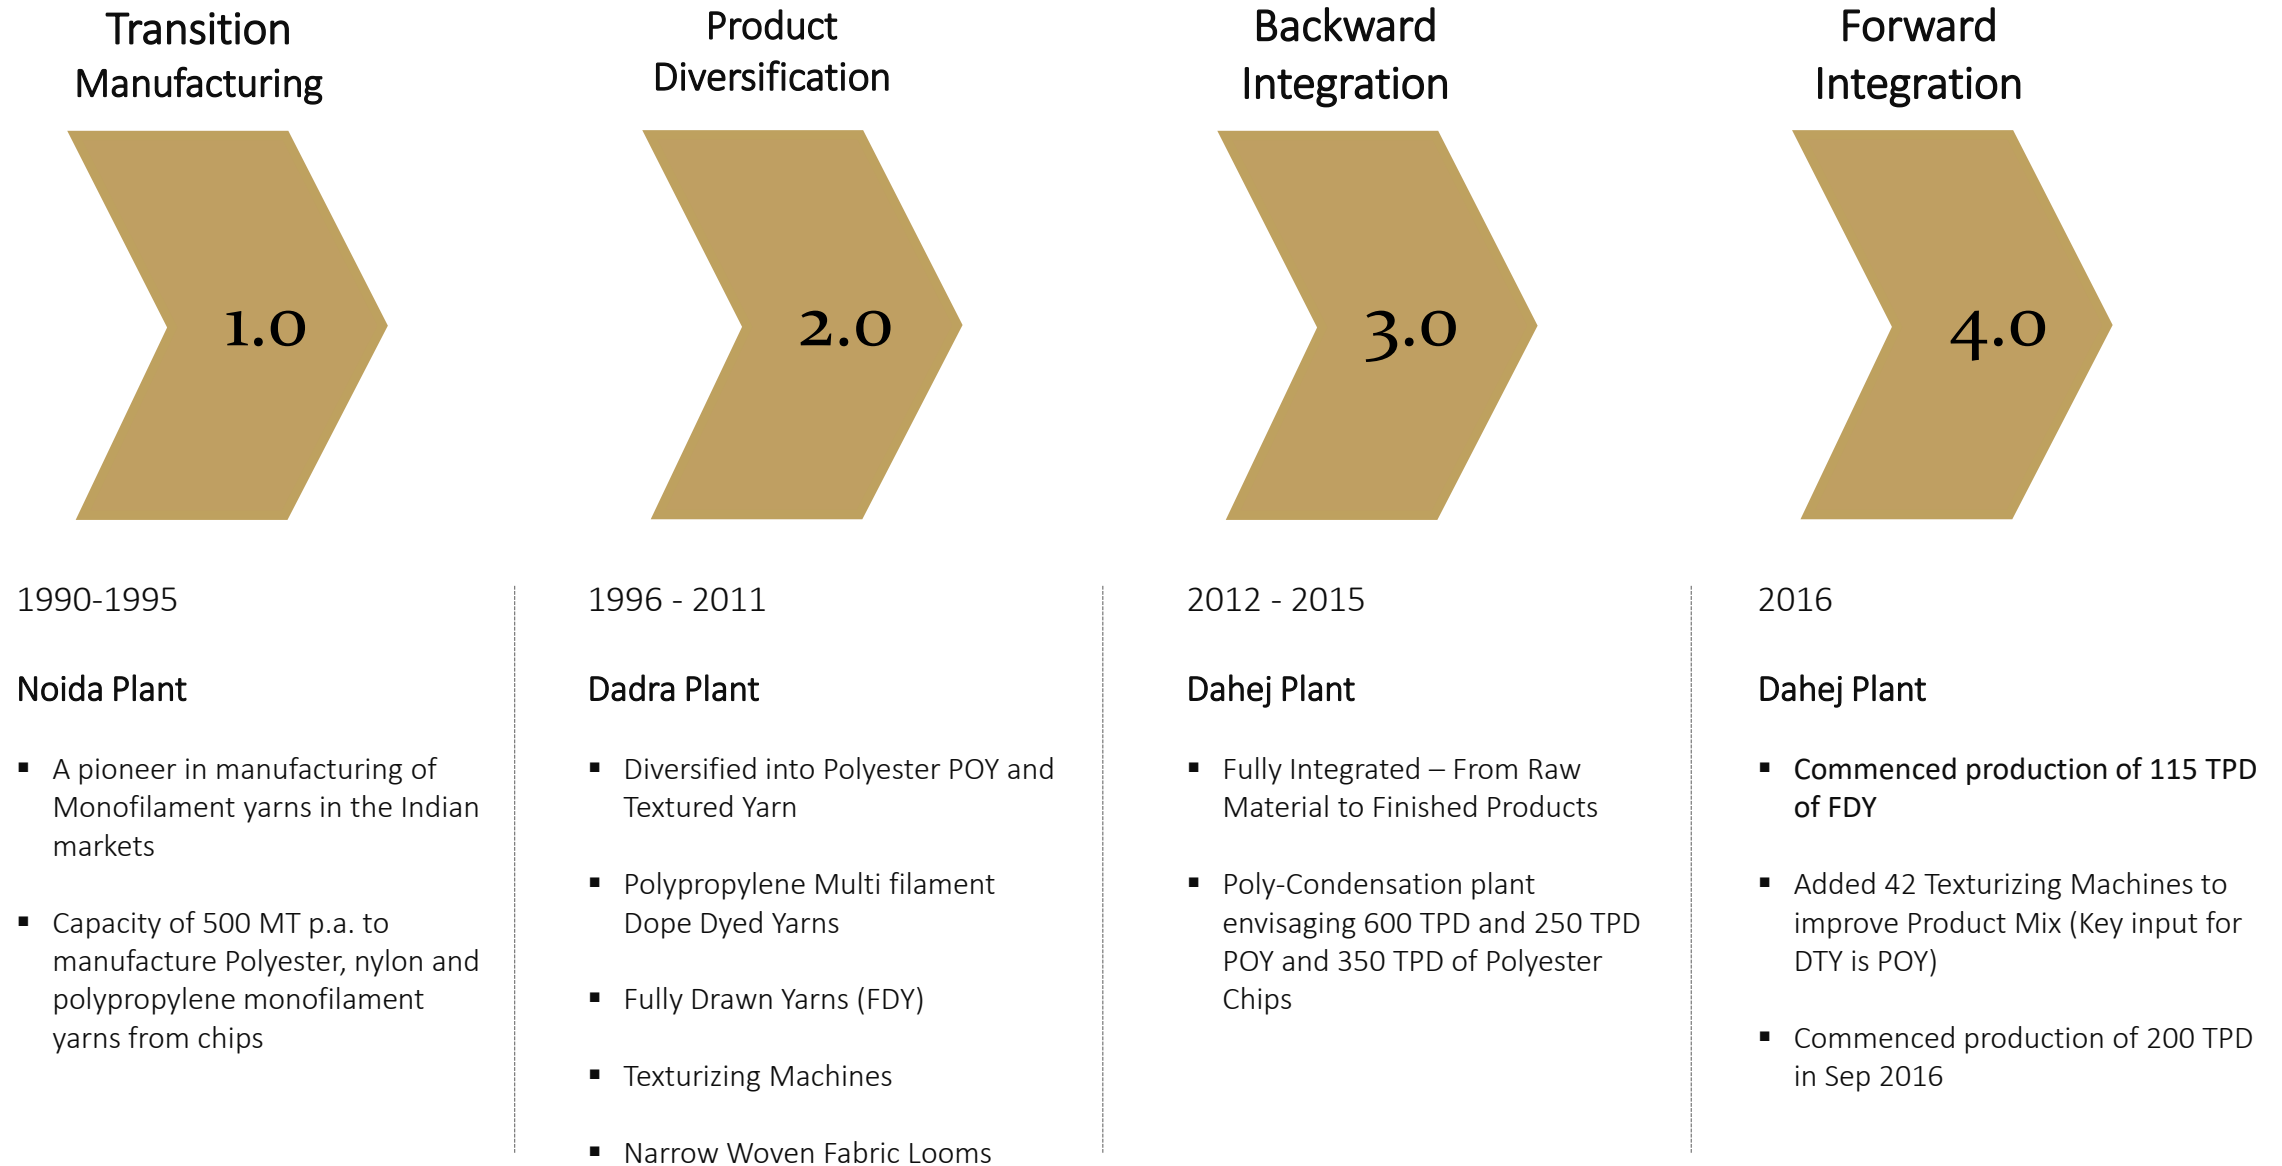 Transition
Manufacturing
1.0
1990-1995
Noida Plant
▪ A pioneer in manufacturing of
Monofilament yarns in the Indian
markets
▪ Capacity of 500 MT p.a. to
manufacture Polyester, nylon and
polypropylene monofilament
yarns from chips
Product
Diversification
2.0
1996 - 2011
Dadra Plant
▪ Diversified into Polyester POY and
Textured Yarn
▪ Polypropylene Multi filament
Dope Dyed Yarns
▪ Fully Drawn Yarns (FDY)
▪ Texturizing Machines
▪ Narrow Woven Fabric Looms
Backward
Integration
3.0
2012 - 2015
Dahej Plant
▪ Fully Integrated – From Raw
Material to Finished Products
▪ Poly-Condensation plant
envisaging 600 TPD and 250 TPD
POY and 350 TPD of Polyester
Chips
Forward
Integration
4.0
2016
Dahej Plant
▪ Commenced production of 115 TPD
of FDY
▪ Added 42 Texturizing Machines to
improve Product Mix (Key input for
DTY is POY)
▪ Commenced production of 200 TPD
in Sep 2016